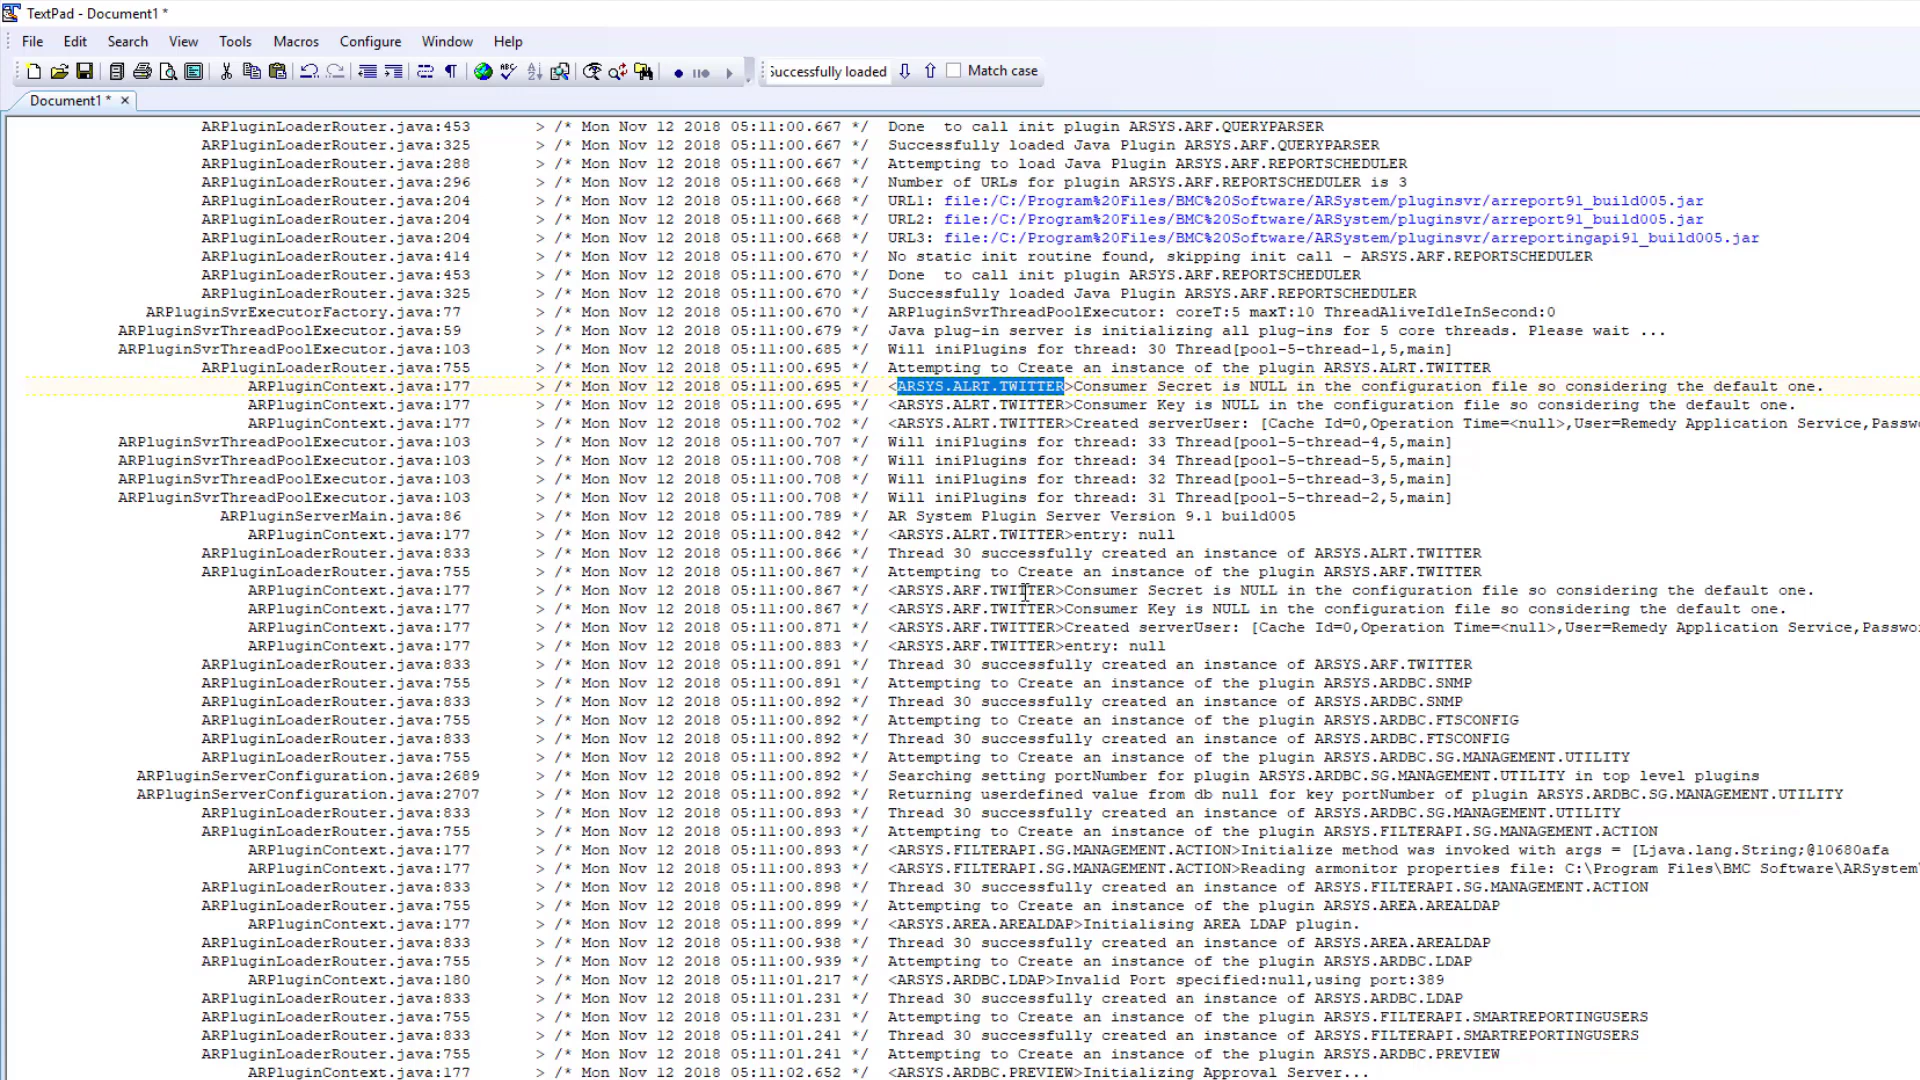 TextPad - Document1 *
File Edit Search View Tools Macros Configure Window Help
Successfully loaded Match case
Document1 *
ARPluginLoaderRouter.java:453 > /* Mon Nov 12 2018 05:11:00.667 */ Done to call init plugin ARSYS.ARF.QUERYPARSER
ARPluginLoaderRouter.java:325 > /* Mon Nov 12 2018 05:11:00.667 */ Successfully loaded Java Plugin ARSYS.ARF.QUERYPARSER
ARPluginLoaderRouter.java:288 > /* Mon Nov 12 2018 05:11:00.667 */ Attempting to load Java Plugin ARSYS.ARF.REPORTSCHEDULER
ARPluginLoaderRouter.java:296 > /* Mon Nov 12 2018 05:11:00.668 */ Number of URLs for plugin ARSYS.ARF.REPORTSCHEDULER is 3
ARPluginLoaderRouter.java:204 > /* Mon Nov 12 2018 05:11:00.668 */ URL1: file:/C:/Program%20Files/BMC%20Software/ARSystem/pluginsvr/arreport91_build005.jar
ARPluginLoaderRouter.java:204 > /* Mon Nov 12 2018 05:11:00.668 */ URL2: file:/C:/Program%20Files/BMC%20Software/ARSystem/pluginsvr/arreport91_build005.jar
ARPluginLoaderRouter.java:204 > /* Mon Nov 12 2018 05:11:00.668 */ URL3: file:/C:/Program%20Files/BMC%20Software/ARSystem/pluginsvr/arreportingapi91_build005.jar
ARPluginLoaderRouter.java:414 > /* Mon Nov 12 2018 05:11:00.670 */ No static init routine found, skipping init call - ARSYS.ARF.REPORTSCHEDULER
ARPluginLoaderRouter.java:453 > /* Mon Nov 12 2018 05:11:00.670 */ Done to call init plugin ARSYS.ARF.REPORTSCHEDULER
ARPluginLoaderRouter.java:325 > /* Mon Nov 12 2018 05:11:00.670 */ Successfully loaded Java Plugin ARSYS.ARF.REPORTSCHEDULER
ARPluginSvrExecutorFactory.java:77 > /* Mon Nov 12 2018 05:11:00.670 */ ARPluginSvrThreadPoolExecutor: coreT:5 maxT:10 ThreadAliveIdleInSecond:0
ARPluginSvrThreadPoolExecutor.java:59 > /* Mon Nov 12 2018 05:11:00.679 */ Java plug-in server is initializing all plug-ins for 5 core threads. Please wait ...
ARPluginSvrThreadPoolExecutor.java:103 > /* Mon Nov 12 2018 05:11:00.685 */ Will iniPlugins for thread: 30 Thread[pool-5-thread-1,5,main]
ARPluginLoaderRouter.java:755 > /* Mon Nov 12 2018 05:11:00.695 */ Attempting to Create an instance of the plugin ARSYS.ALRT.TWITTER
ARPluginContext.java:177 > /* Mon Nov 12 2018 05:11:00.695 */ <ARSYS.ALRT.TWITTER>Consumer Secret is NULL in the configuration file so considering the default one.
ARPluginContext.java:177 > /* Mon Nov 12 2018 05:11:00.695 */ <ARSYS.ALRT.TWITTER>Consumer Key is NULL in the configuration file so considering the default one.
ARPluginContext.java:177 > /* Mon Nov 12 2018 05:11:00.702 */ <ARSYS.ALRT.TWITTER>Created serverUser: [Cache Id=0,Operation Time=<null>,User=Remedy Application Service,Passwo
ARPluginSvrThreadPoolExecutor.java:103 > /* Mon Nov 12 2018 05:11:00.707 */ Will iniPlugins for thread: 33 Thread[pool-5-thread-4,5,main]
ARPluginSvrThreadPoolExecutor.java:103 > /* Mon Nov 12 2018 05:11:00.708 */ Will iniPlugins for thread: 34 Thread[pool-5-thread-5,5,main]
ARPluginSvrThreadPoolExecutor.java:103 > /* Mon Nov 12 2018 05:11:00.708 */ Will iniPlugins for thread: 32 Thread[pool-5-thread-3,5,main]
ARPluginSvrThreadPoolExecutor.java:103 > /* Mon Nov 12 2018 05:11:00.708 */ Will iniPlugins for thread: 31 Thread[pool-5-thread-2,5,main]
ARPluginServerMain.java:86 > /* Mon Nov 12 2018 05:11:00.789 */ AR System Plugin Server Version 9.1 build005
ARPluginContext.java:177 > /* Mon Nov 12 2018 05:11:00.842 */ <ARSYS.ALRT.TWITTER>entry: null
ARPluginLoaderRouter.java:833 > /* Mon Nov 12 2018 05:11:00.866 */ Thread 30 successfully created an instance of ARSYS.ALRT.TWITTER
ARPluginLoaderRouter.java:755 > /* Mon Nov 12 2018 05:11:00.867 */ Attempting to Create an instance of the plugin ARSYS.ARF.TWITTER
ARPluginContext.java:177 > /* Mon Nov 12 2018 05:11:00.867 */ <ARSYS.ARF.TWITTER>Consumer Secret is NULL in the configuration file so considering the default one.
ARPluginContext.java:177 > /* Mon Nov 12 2018 05:11:00.867 */ <ARSYS.ARF.TWITTER>Consumer Key is NULL in the configuration file so considering the default one.
ARPluginContext.java:177 > /* Mon Nov 12 2018 05:11:00.871 */ <ARSYS.ARF.TWITTER>Created serverUser: [Cache Id=0,Operation Time=<null>,User=Remedy Application Service,Passwor
ARPluginContext.java:177 > /* Mon Nov 12 2018 05:11:00.883 */ <ARSYS.ARF.TWITTER>entry: null
ARPluginLoaderRouter.java:833 > /* Mon Nov 12 2018 05:11:00.891 */ Thread 30 successfully created an instance of ARSYS.ARF.TWITTER
ARPluginLoaderRouter.java:755 > /* Mon Nov 12 2018 05:11:00.891 */ Attempting to Create an instance of the plugin ARSYS.ARDBC.SNMP
ARPluginLoaderRouter.java:833 > /* Mon Nov 12 2018 05:11:00.892 */ Thread 30 successfully created an instance of ARSYS.ARDBC.SNMP
ARPluginLoaderRouter.java:755 > /* Mon Nov 12 2018 05:11:00.892 */ Attempting to Create an instance of the plugin ARSYS.ARDBC.FTSCONFIG
ARPluginLoaderRouter.java:833 > /* Mon Nov 12 2018 05:11:00.892 */ Thread 30 successfully created an instance of ARSYS.ARDBC.FTSCONFIG
ARPluginLoaderRouter.java:755 > /* Mon Nov 12 2018 05:11:00.892 */ Attempting to Create an instance of the plugin ARSYS.ARDBC.SG.MANAGEMENT.UTILITY
ARPluginServerConfiguration.java:2689 > /* Mon Nov 12 2018 05:11:00.892 */ Searching setting portNumber for plugin ARSYS.ARDBC.SG.MANAGEMENT.UTILITY in top level plugins
ARPluginServerConfiguration.java:2707 > /* Mon Nov 12 2018 05:11:00.892 */ Returning userdefined value from db null for key portNumber of plugin ARSYS.ARDBC.SG.MANAGEMENT.UTILITY
ARPluginLoaderRouter.java:833 > /* Mon Nov 12 2018 05:11:00.893 */ Thread 30 successfully created an instance of ARSYS.ARDBC.SG.MANAGEMENT.UTILITY
ARPluginLoaderRouter.java:755 > /* Mon Nov 12 2018 05:11:00.893 */ Attempting to Create an instance of the plugin ARSYS.FILTERAPI.SG.MANAGEMENT.ACTION
ARPluginContext.java:177 > /* Mon Nov 12 2018 05:11:00.893 */ <ARSYS.FILTERAPI.SG.MANAGEMENT.ACTION>Initialize method was invoked with args = [Ljava.lang.String;@10680afa
ARPluginContext.java:177 > /* Mon Nov 12 2018 05:11:00.893 */ <ARSYS.FILTERAPI.SG.MANAGEMENT.ACTION>Reading armonitor properties file: C:\Program Files\BMC Software\ARSystem\
ARPluginLoaderRouter.java:833 > /* Mon Nov 12 2018 05:11:00.898 */ Thread 30 successfully created an instance of ARSYS.FILTERAPI.SG.MANAGEMENT.ACTION
ARPluginLoaderRouter.java:755 > /* Mon Nov 12 2018 05:11:00.899 */ Attempting to Create an instance of the plugin ARSYS.AREA.AREALDAP
ARPluginContext.java:177 > /* Mon Nov 12 2018 05:11:00.899 */ <ARSYS.AREA.AREALDAP>Initialising AREA LDAP plugin.
ARPluginLoaderRouter.java:833 > /* Mon Nov 12 2018 05:11:00.938 */ Thread 30 successfully created an instance of ARSYS.AREA.AREALDAP
ARPluginLoaderRouter.java:755 > /* Mon Nov 12 2018 05:11:00.939 */ Attempting to Create an instance of the plugin ARSYS.ARDBC.LDAP
ARPluginContext.java:180 > /* Mon Nov 12 2018 05:11:01.217 */ <ARSYS.ARDBC.LDAP>Invalid Port specified:null,using port:389
ARPluginLoaderRouter.java:833 > /* Mon Nov 12 2018 05:11:01.231 */ Thread 30 successfully created an instance of ARSYS.ARDBC.LDAP
ARPluginLoaderRouter.java:755 > /* Mon Nov 12 2018 05:11:01.231 */ Attempting to Create an instance of the plugin ARSYS.FILTERAPI.SMARTREPORTINGUSERS
ARPluginLoaderRouter.java:833 > /* Mon Nov 12 2018 05:11:01.241 */ Thread 30 successfully created an instance of ARSYS.FILTERAPI.SMARTREPORTINGUSERS
ARPluginLoaderRouter.java:755 > /* Mon Nov 12 2018 05:11:01.241 */ Attempting to Create an instance of the plugin ARSYS.ARDBC.PREVIEW
ARPluginContext.java:177 > /* Mon Nov 12 2018 05:11:02.652 */ <ARSYS.ARDBC.PREVIEW>Initializing Approval Server...